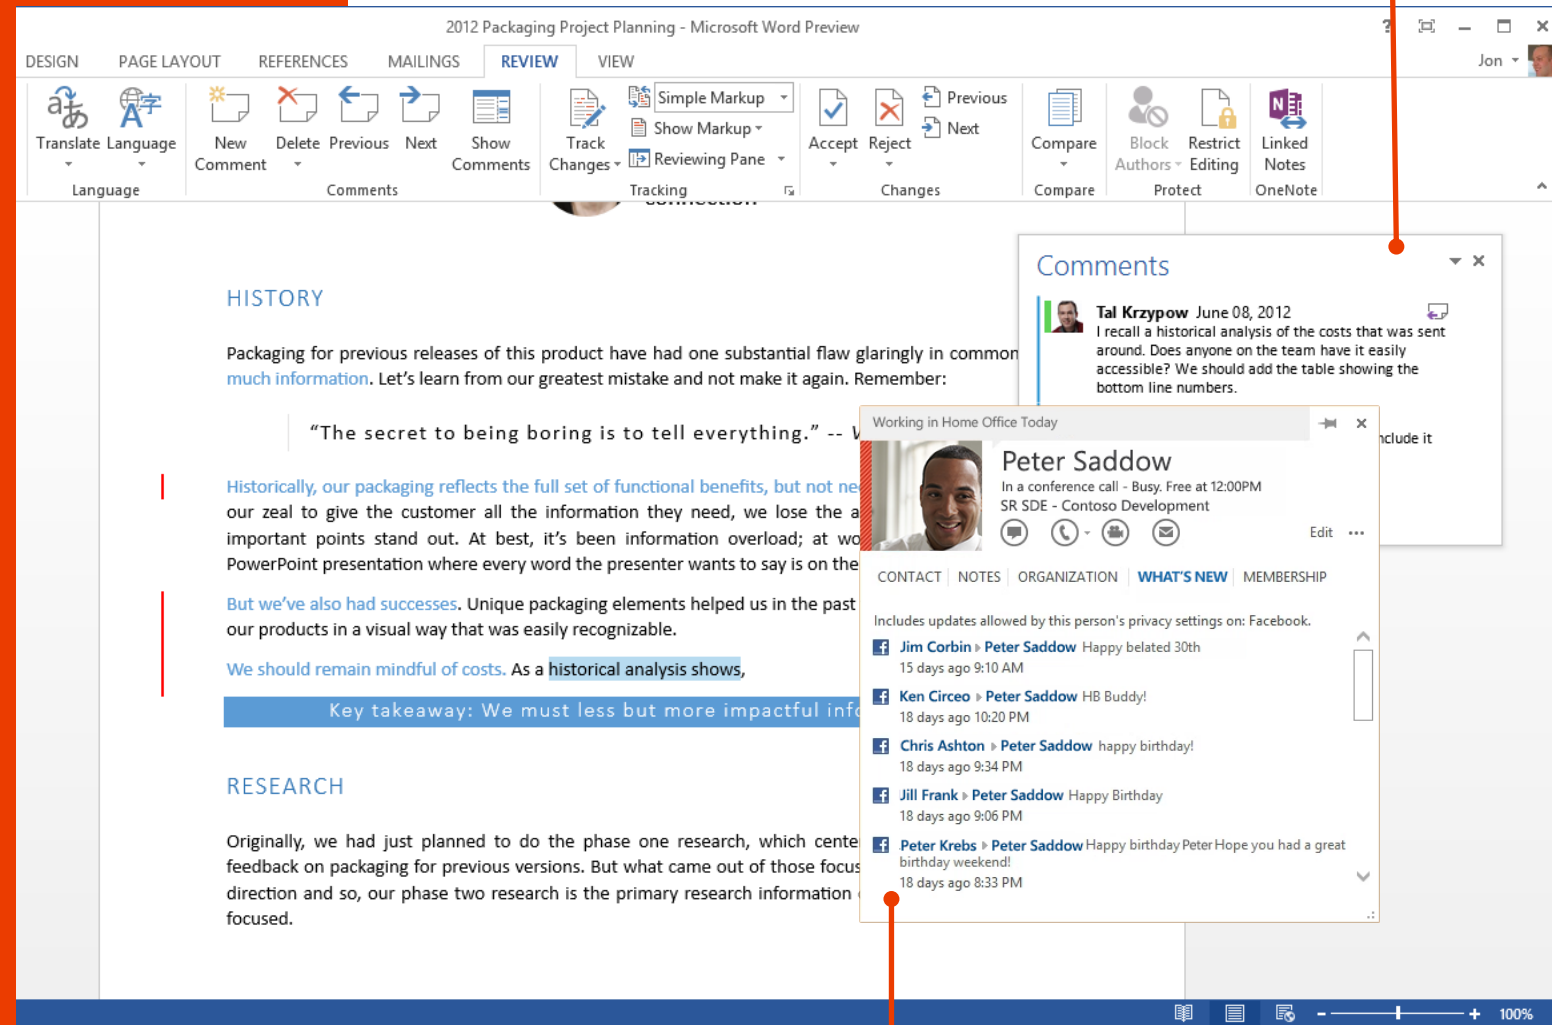 2012 Packaging Project Planning - Microsoft Word Preview
?
DESIGN PAGE LAYOUT REFERENCES MAILINGS REVIEW VIEW
Jon
Translate Language
Language
New Comment
Delete Previous Next
Show Comments
Comments
Track Changes
Simple Markup
Show Markup
Reviewing Pane
Tracking
Accept Reject
Previous
Next
Changes
Compare
Compare
Block Authors
Restrict Editing
Protect
Linked Notes
OneNote
HISTORY
Packaging for previous releases of this product have had one substantial flaw glaringly in common
much information. Let's learn from our greatest mistake and not make it again. Remember:
“The secret to being boring is to tell everything.” --
Historically, our packaging reflects the full set of functional benefits, but not
our zeal to give the customer all the information they need, we lose the
important points stand out. At best, it's been information overload; at
PowerPoint presentation where every word the presenter wants to say is on the
But we've also had successes. Unique packaging elements helped us in the past
our products in a visual way that was easily recognizable.
We should remain mindful of costs. As a historical analysis shows,
Key takeaway: We must less but more impactful
RESEARCH
Originally, we had just planned to do the phase one research, which
feedback on packaging for previous versions. But what came out of those
direction and so, our phase two research is the primary research information
focused.
Comments
Tal Krzypow June 08, 2012
I recall a historical analysis of the costs that was sent
around. Does anyone on the team have it easily
accessible? We should add the table showing the
bottom line numbers.
it
Working in Home Office Today
Peter Saddow
In a conference call - Busy. Free at 12:00PM
SR SDE - Contoso Development
Edit
CONTACT NOTES ORGANIZATION WHAT'S NEW MEMBERSHIP
Includes updates allowed by this person's privacy settings on: Facebook.
Jim Corbin Peter Saddow Happy belated 30th
15 days ago 9:10 AM
Ken Circeo Peter Saddow HB Buddy!
18 days ago 10:20 PM
Chris Ashton Peter Saddow happy birthday!
18 days ago 9:34 PM
Jill Frank Peter Saddow Happy Birthday
18 days ago 9:06 PM
Peter Krebs Peter Saddow Happy birthday Peter Hope you had a great
birthday weekend!
18 days ago 8:33 PM
100%